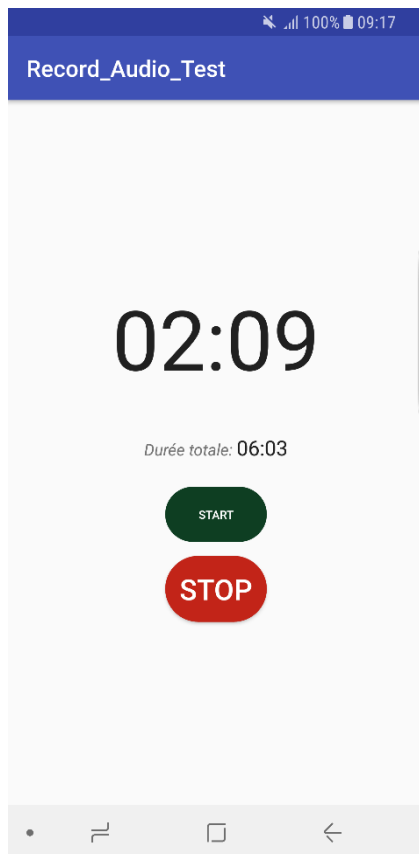 100% 09:17
Record_Audio_Test
02:09
Durée totale: 06:03
START
STOP